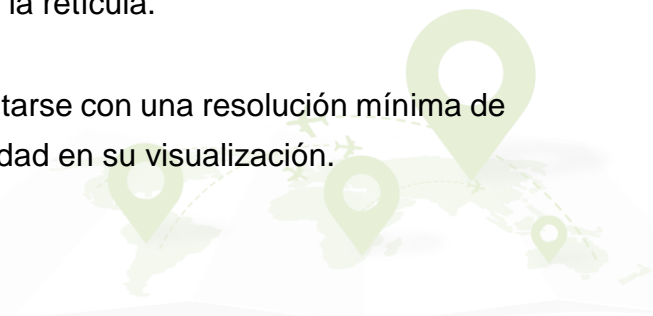 la retícula.
tarse con una resolución mínima de
dad en su visualización.